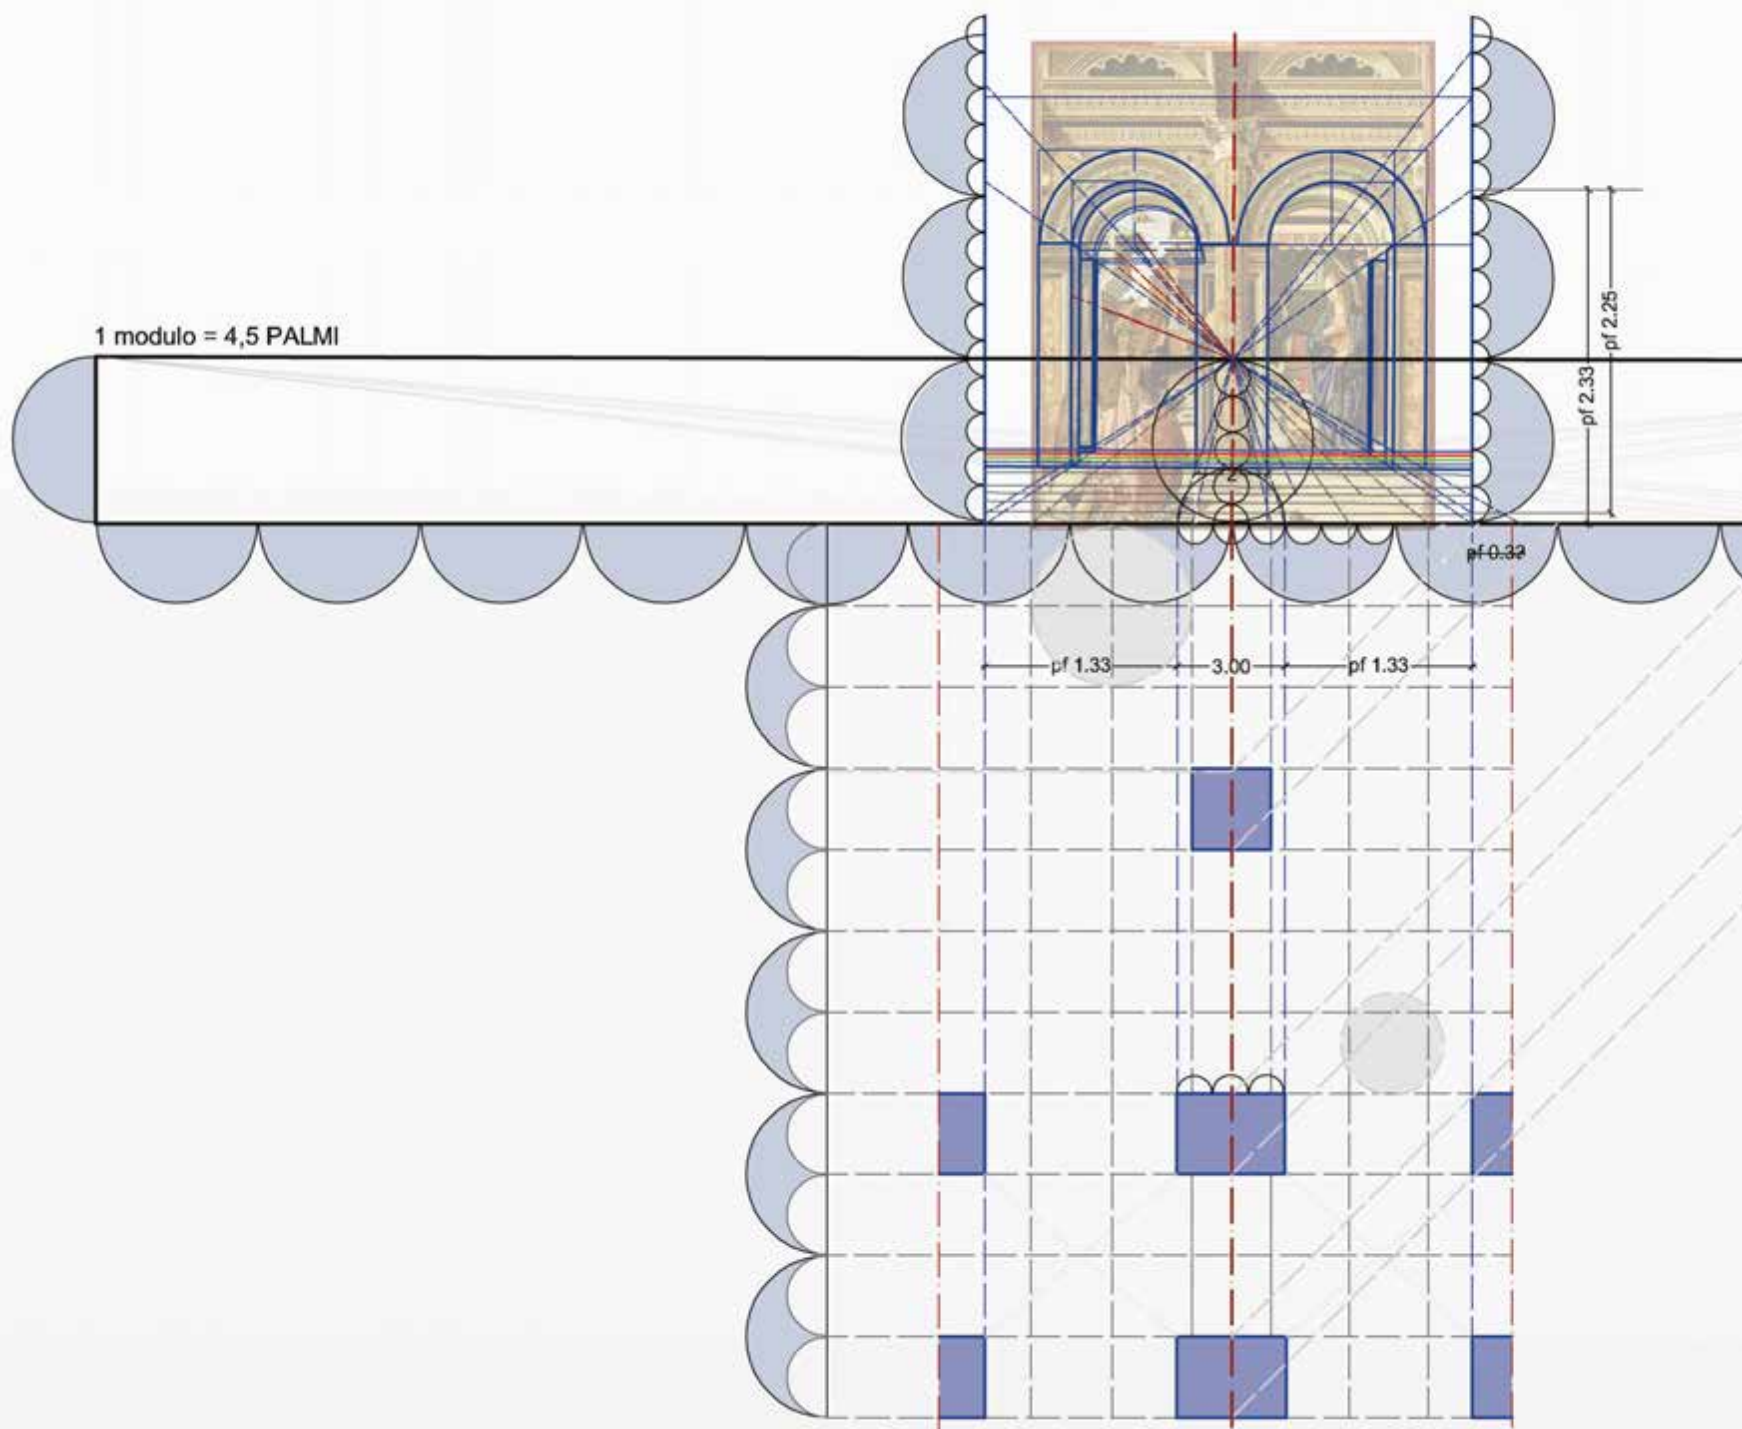 1 modulo = 4,5 PALMI
pf 2.25
pf 2.33
2
pf 0.32
pf 1.33
3.00
pf 1.33